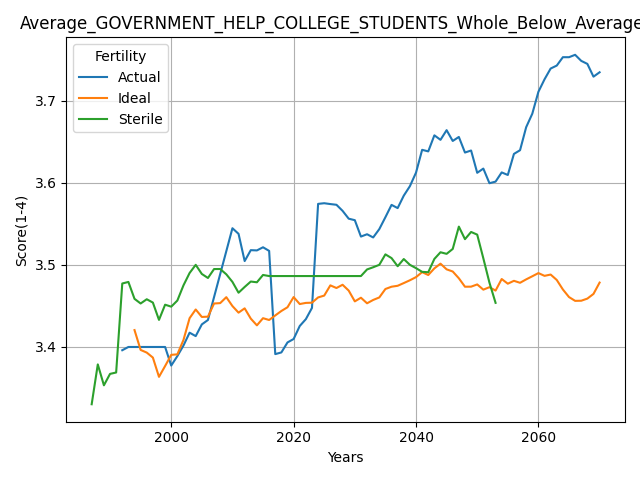 Average_GOVERNMENT_HELP_COLLEGE_STUDENTS_Whole_Below_Average
Fertility
Actual
Ideal
Sterile
3.7
3.6
3.5
3.4
Score(1-4)
2000
2020
2040
2060
Years